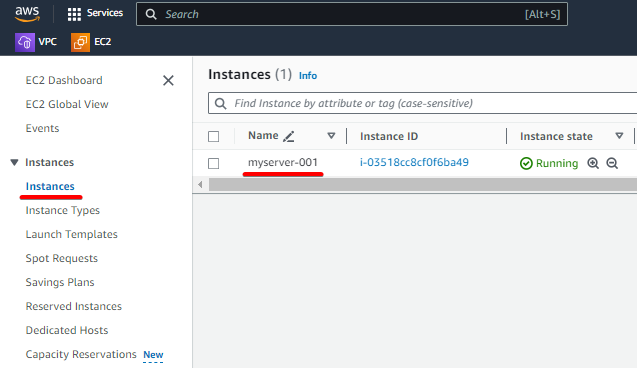 aws Services Search [Alt+S]
VPC EC2
EC2 Dashboard
EC2 Global View
Events
Instances
Instances
Instance Types
Launch Templates
Spot Requests
Savings Plans
Reserved Instances
Dedicated Hosts
Capacity Reservations New
Instances (1) Info
Find Instance by attribute or tag (case-sensitive)
Name Instance ID Instance state
myserver-001 i-03518cc8cf0f6ba49 Running